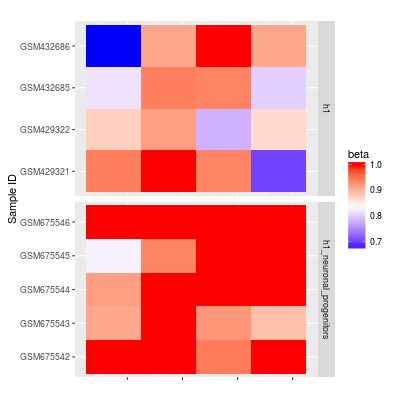 Sample ID
GSM432686
GSM432685
GSM429322
GSM429321
h1
GSM675546
GSM675545
GSM675544
GSM675543
GSM675542
h1_neuronal_progenitors
beta
1.0
0.9
0.8
0.7